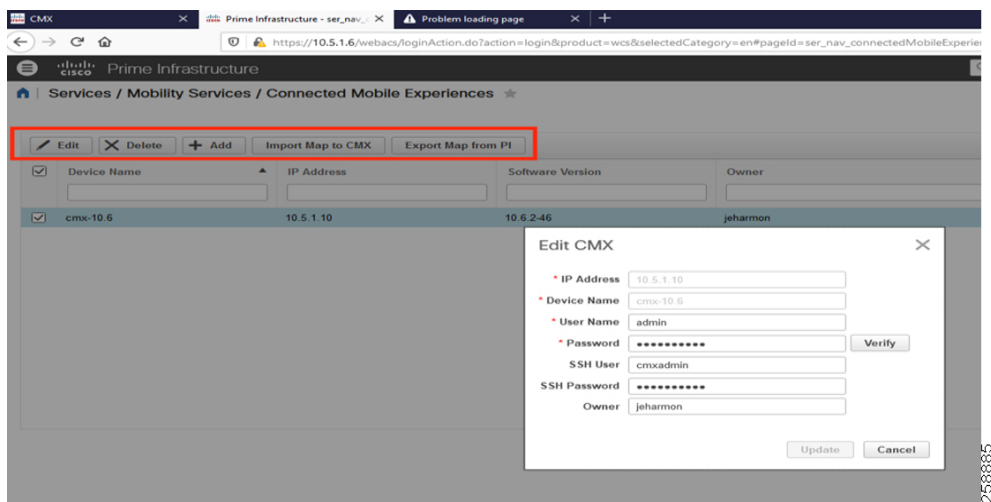 CMX
Prime Infrastructure - ser_nav_c
Problem loading page
https://10.5.1.6/webacs/loginAction.do?action=login&product=wcs&selectedCategory=en#pageId=ser_nav_connectedMobileExperie
cisco Prime Infrastructure
Services / Mobility Services / Connected Mobile Experiences
Edit Delete Add Import Map to CMX Export Map from PI
Device Name IP Address Software Version Owner
cmx-10.6 10.5.1.10 10.6.2-46 jeharmon
Edit CMX
* IP Address 10.5.1.10
* Device Name cmx-10.6
* User Name admin
* Password •••••••••• Verify
SSH User cmxadmin
SSH Password ••••••••••
Owner jeharmon
Update Cancel
258885